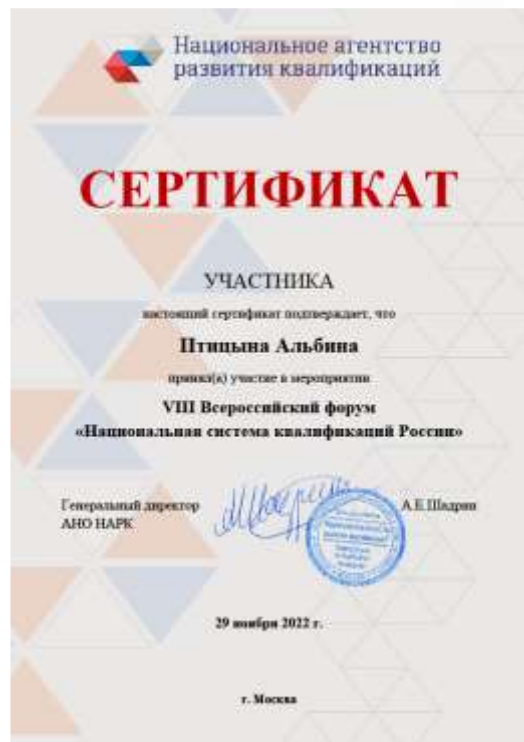 Национальное агентство
развития квалификаций
СЕРТИФИКАТ
УЧАСТНИКА
настоящий сертификат подтверждает, что
Птицына Альбина
принял(а) участие в мероприятии
VIII Всероссийский форум
«Национальная система квалификаций России»
Генеральный директор
АНО НАРК
А.Е.Шадрин
29 ноября 2022 г.
г. Москва